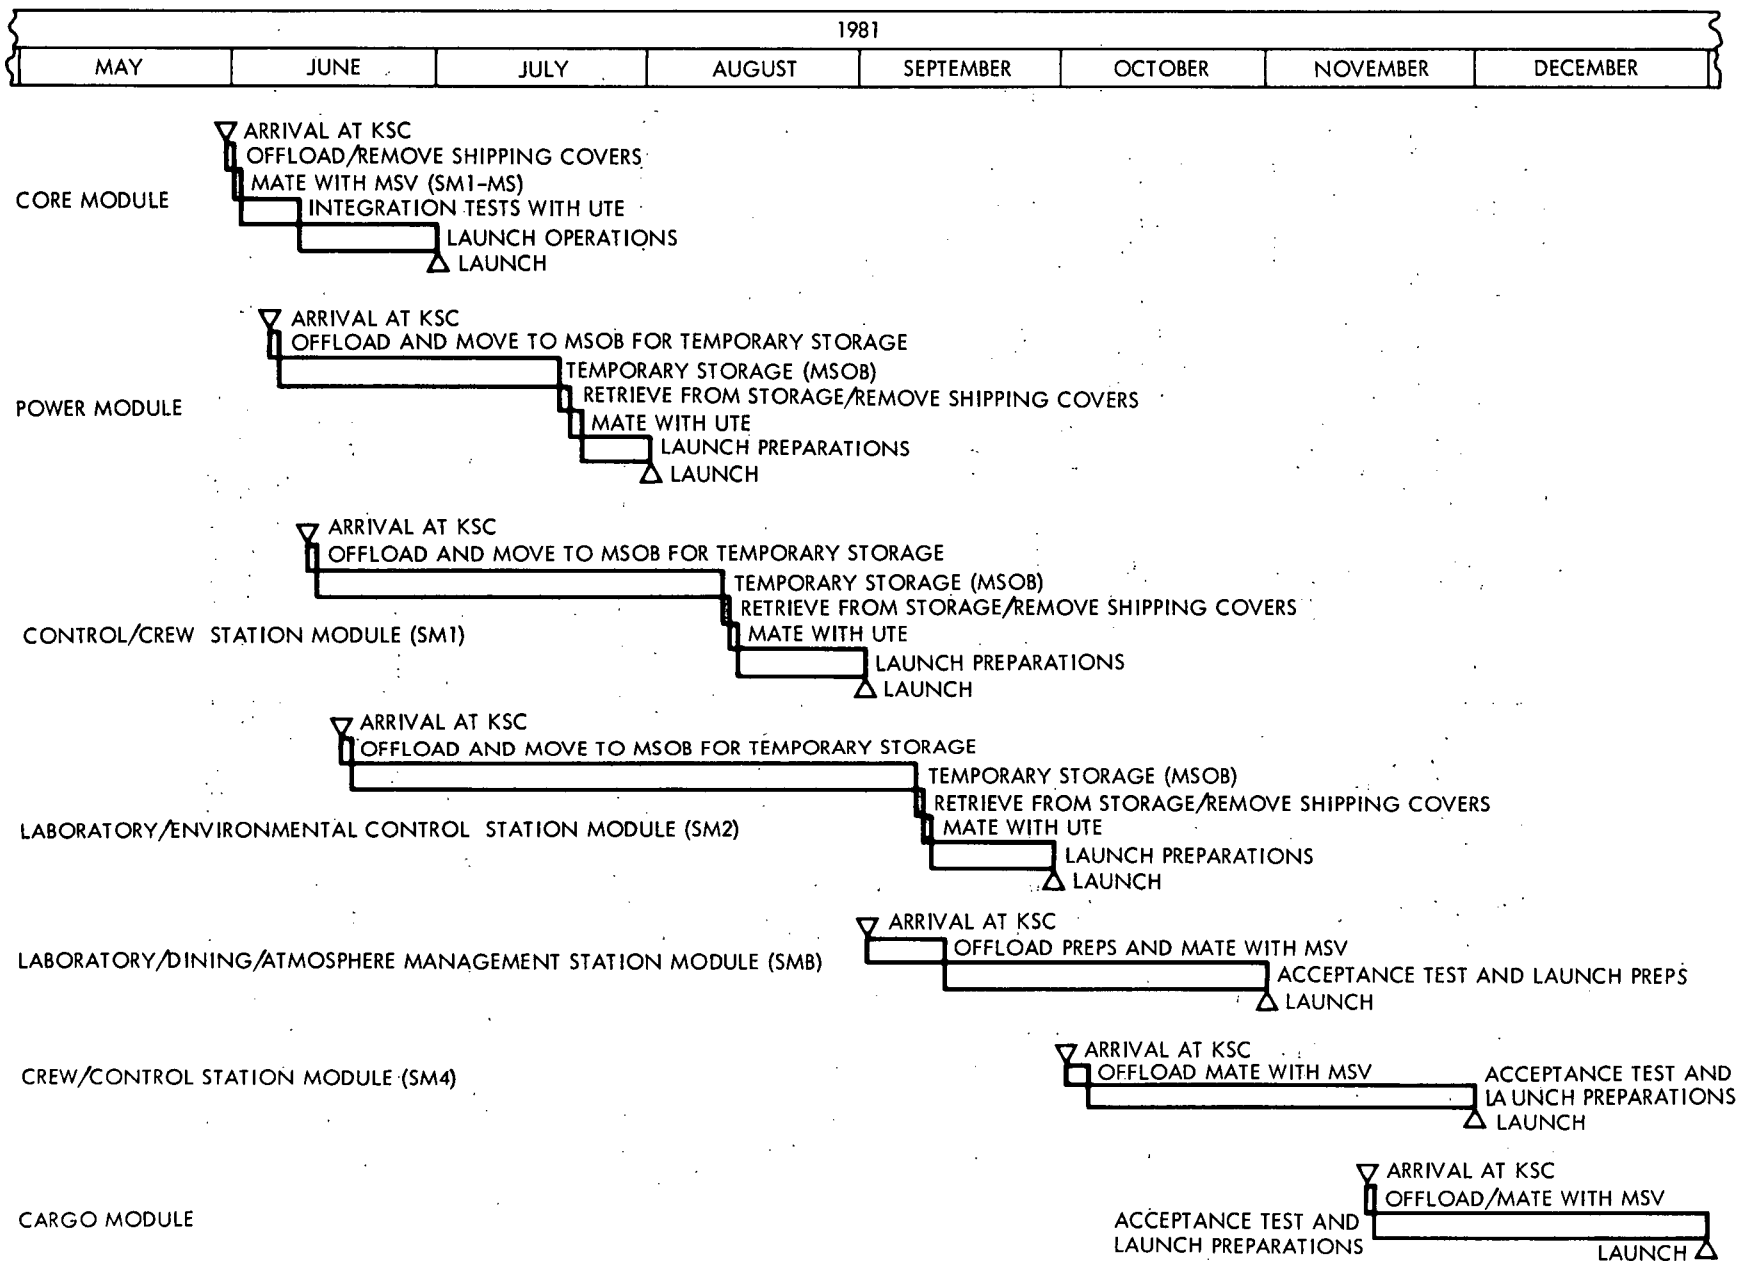 1981
MAY JUNE JULY AUGUST SEPTEMBER OCTOBER NOVEMBER DECEMBER
ARRIVAL AT KSC
OFFLOAD/REMOVE SHIPPING COVERS
MATE WITH MSV (SM1-MS)
CORE MODULE
INTEGRATION TESTS WITH UTE
LAUNCH OPERATIONS
LAUNCH
ARRIVAL AT KSC
OFFLOAD AND MOVE TO MSOB FOR TEMPORARY STORAGE
TEMPORARY STORAGE (MSOB)
RETRIEVE FROM STORAGE/REMOVE SHIPPING COVERS
POWER MODULE
MATE WITH UTE
LAUNCH PREPARATIONS
LAUNCH
ARRIVAL AT KSC
OFFLOAD AND MOVE TO MSOB FOR TEMPORARY STORAGE
TEMPORARY STORAGE (MSOB)
RETRIEVE FROM STORAGE/REMOVE SHIPPING COVERS
CONTROL/CREW STATION MODULE (SM1)
MATE WITH UTE
LAUNCH PREPARATIONS
LAUNCH
ARRIVAL AT KSC
OFFLOAD AND MOVE TO MSOB FOR TEMPORARY STORAGE
TEMPORARY STORAGE (MSOB)
RETRIEVE FROM STORAGE/REMOVE SHIPPING COVERS
LABORATORY/ENVIRONMENTAL CONTROL STATION MODULE (SM2)
MATE WITH UTE
LAUNCH PREPARATIONS
LAUNCH
ARRIVAL AT KSC
OFFLOAD PREPS AND MATE WITH MSV
LABORATORY/DINING/ATMOSPHERE MANAGEMENT STATION MODULE (SMB)
ACCEPTANCE TEST AND LAUNCH PREPS
LAUNCH
ARRIVAL AT KSC
OFFLOAD MATE WITH MSV
CREW/CONTROL STATION MODULE (SM4)
ACCEPTANCE TEST AND
LAUNCH PREPARATIONS
LAUNCH
ARRIVAL AT KSC
OFFLOAD/MATE WITH MSV
CARGO MODULE
ACCEPTANCE TEST AND
LAUNCH PREPARATIONS
LAUNCH